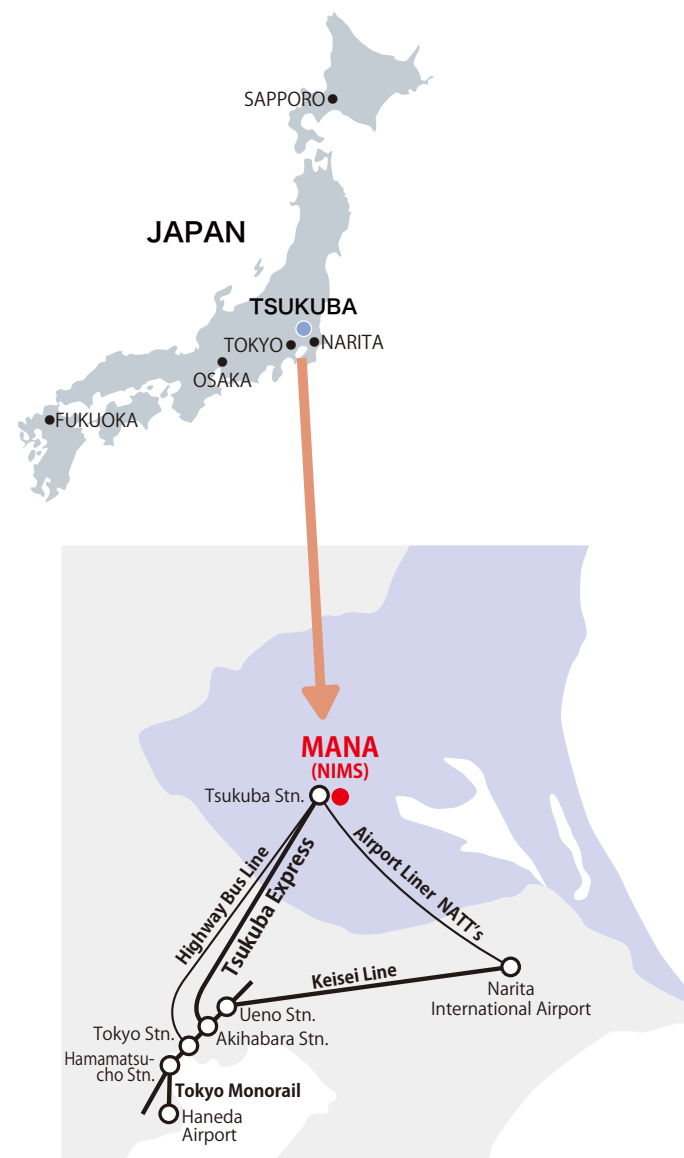 SAPPORO
JAPAN
TSUKUBA
TOKYO
NARITA
OSAKA
FUKUOKA
MANA
(NIMS)
Tsukuba Stn.
Highway Bus Line
Tsukuba Express
Airport Liner NATT's
Keisei Line
Narita
International Airport
Ueno Stn.
Akihabara Stn.
Tokyo Stn.
Hamamatsu-
cho Stn.
Tokyo Monorail
Haneda
Airport